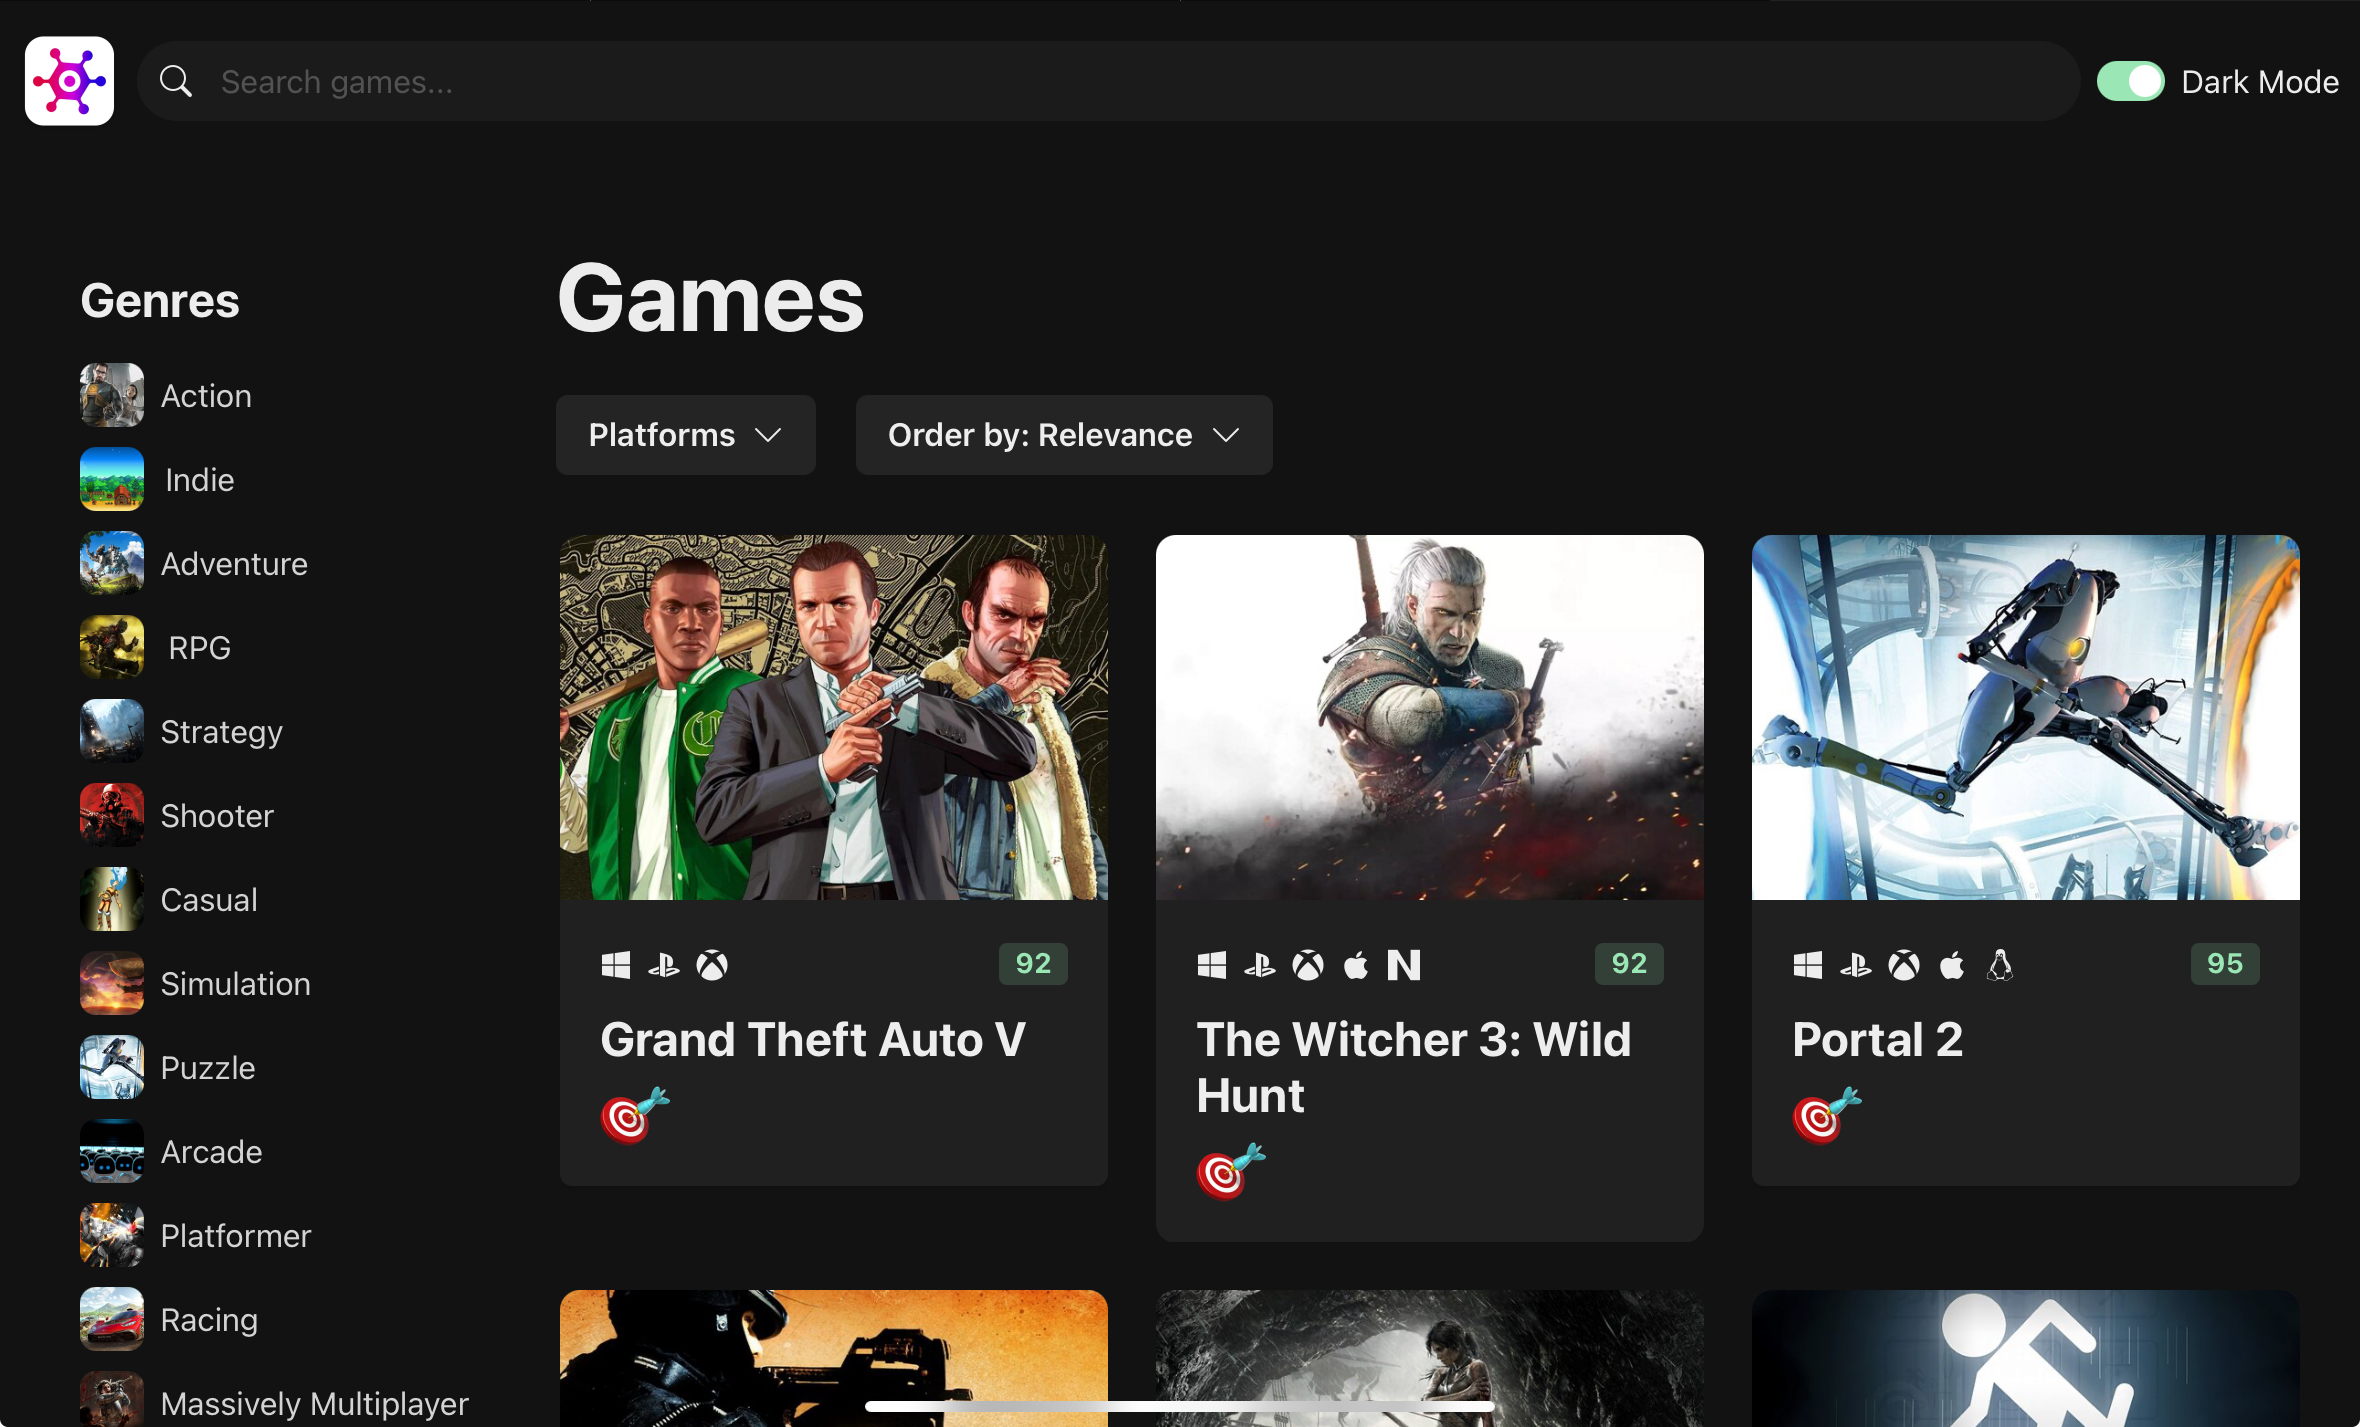 Search games...
Dark Mode
Genres
Action
Indie
Adventure
RPG
Strategy
Shooter
Casual
Simulation
Puzzle
Arcade
Platformer
Racing
Massively Multiplayer
Games
Platforms
Order by: Relevance
92
Grand Theft Auto V
92
The Witcher 3: Wild
Hunt
95
Portal 2